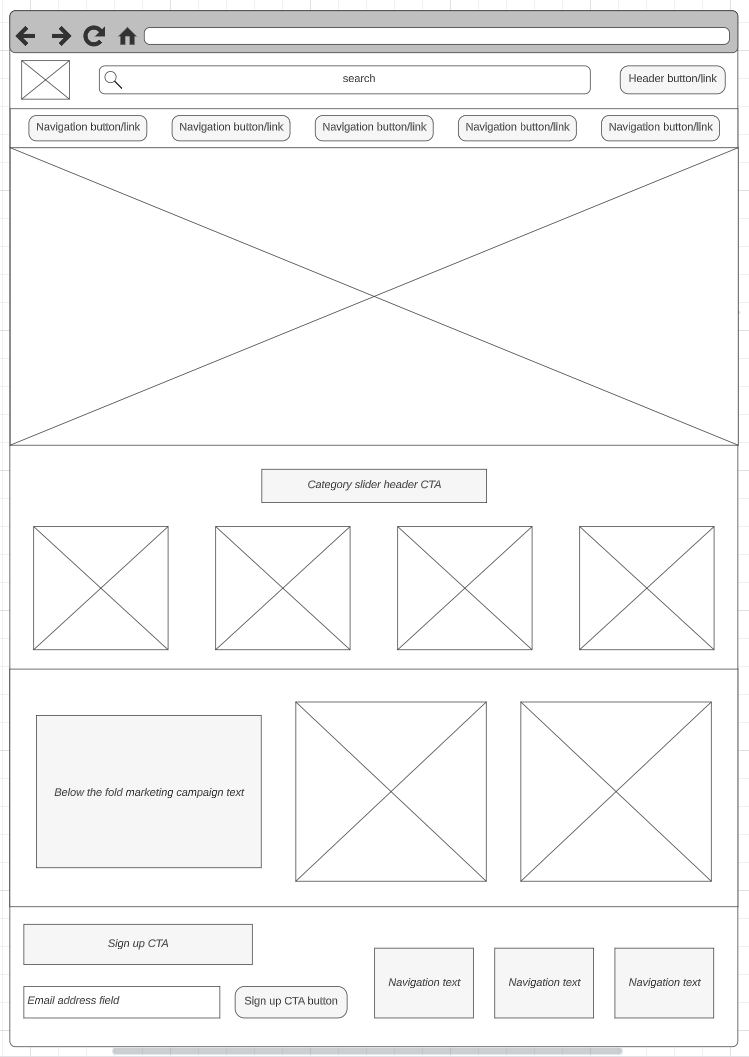 search
Header button/link
Navigation button/link
Navigation button/link
Navigation button/link
Navigation button/link
Navigation button/link
Category slider header CTA
Below the fold marketing campaign text
Sign up CTA
Email address field
Sign up CTA button
Navigation text
Navigation text
Navigation text